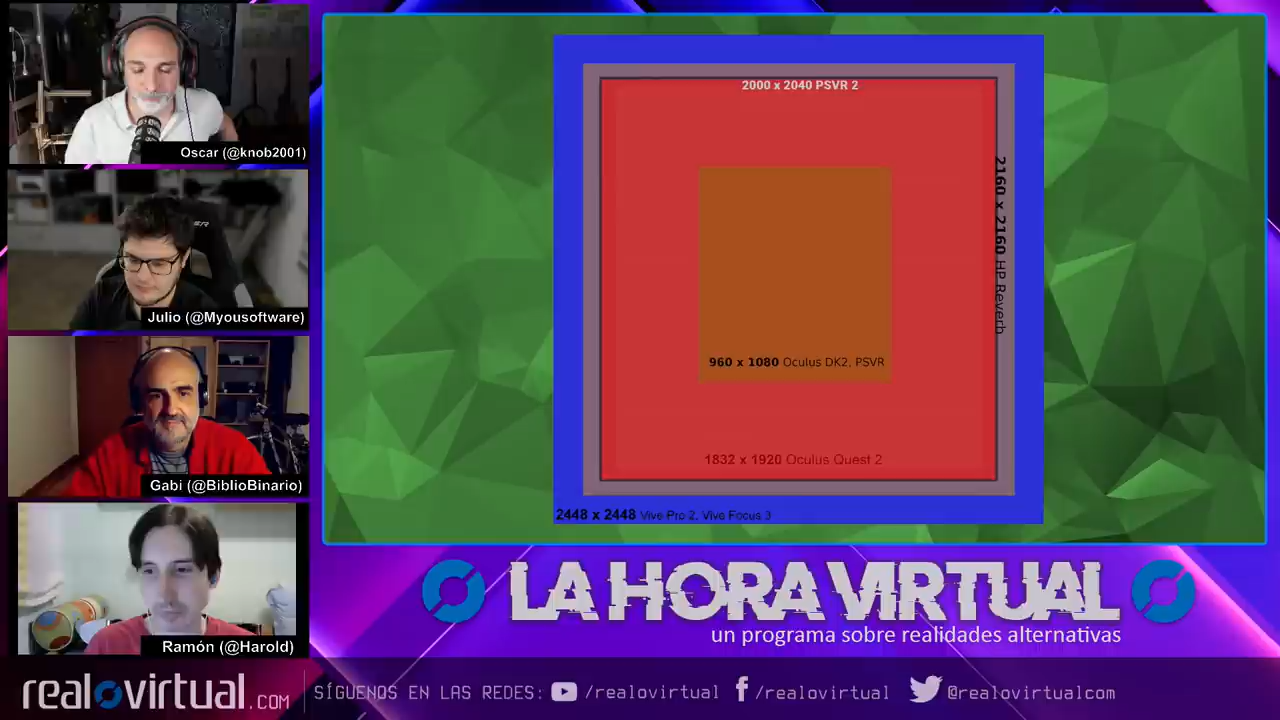 Oscar (@knob2001)
Julio (@Myousoftware)
Gabi (@BiblioBinario)
Ramón (@Harold)
2000 x 2040 PSVR 2
2160 x 2160 HP Reverb
960 x 1080 Oculus DK2, PSVR
1832 x 1920 Oculus Quest 2
2448 x 2448 Vive Pro 2, Vive Focus 3
LA HORA VIRTUAL
un programa sobre realidades alternativas
realovirtual.com
SÍGUENOS EN LAS REDES: /realovirtual /realovirtual @realovirtual.com